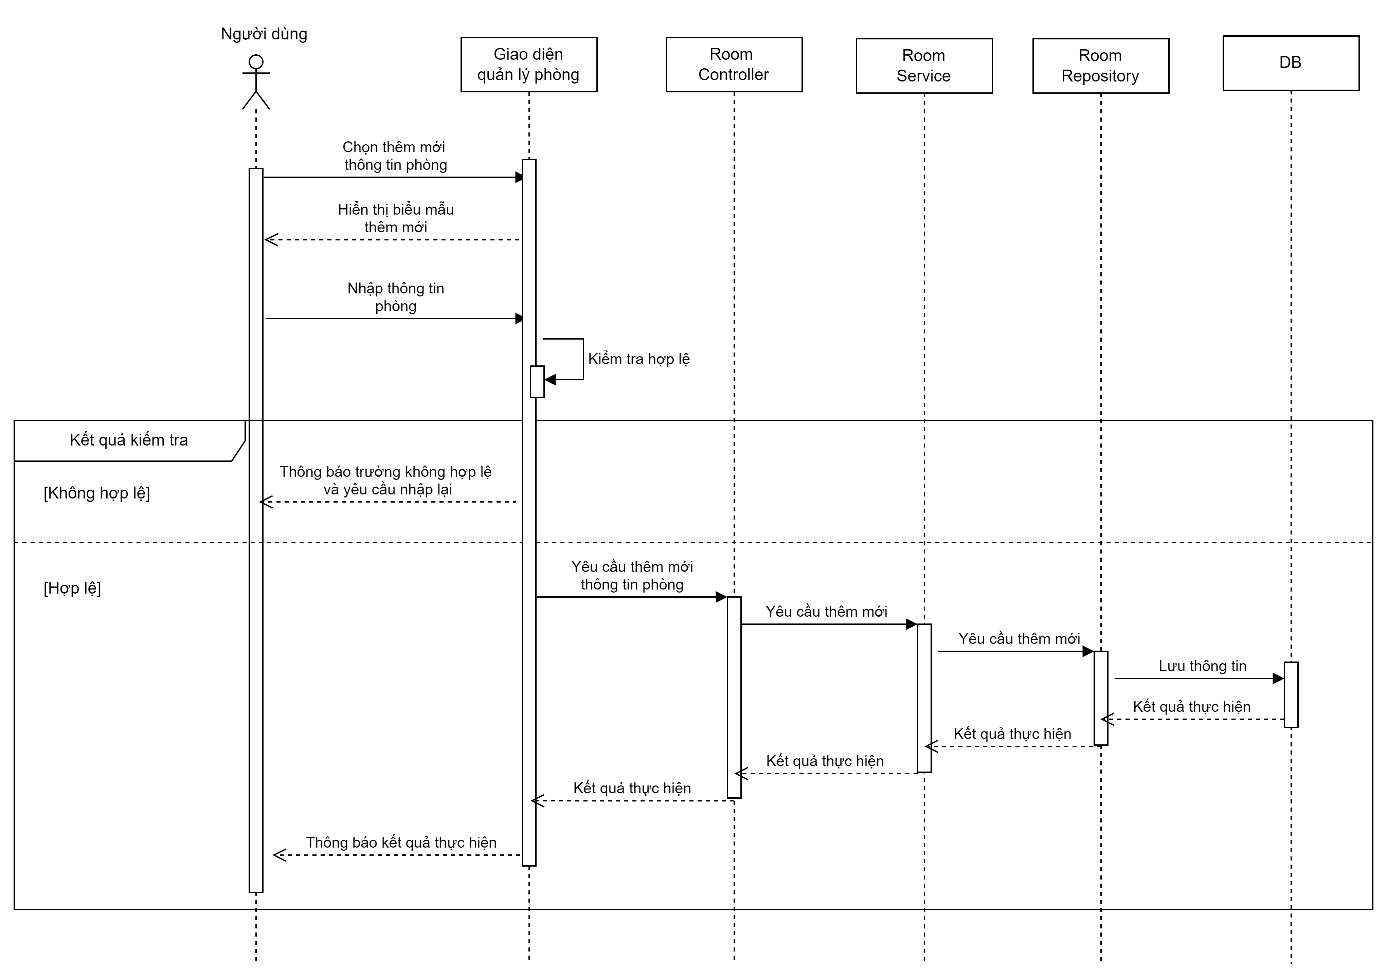 Người dùng
Giao diện
quản lý phòng
Room
Controller
Room
Service
Room
Repository
DB
Chọn thêm mới
thông tin phòng
Hiển thị biểu mẫu
thêm mới
Nhập thông tin
phòng
Kiểm tra hợp lệ
Kết quả kiểm tra
[Không hợp lệ]
Thông báo trường không hợp lệ
và yêu cầu nhập lại
[Hợp lệ]
Yêu cầu thêm mới
thông tin phòng
Yêu cầu thêm mới
Yêu cầu thêm mới
Lưu thông tin
Kết quả thực hiện
Kết quả thực hiện
Kết quả thực hiện
Kết quả thực hiện
Thông báo kết quả thực hiện